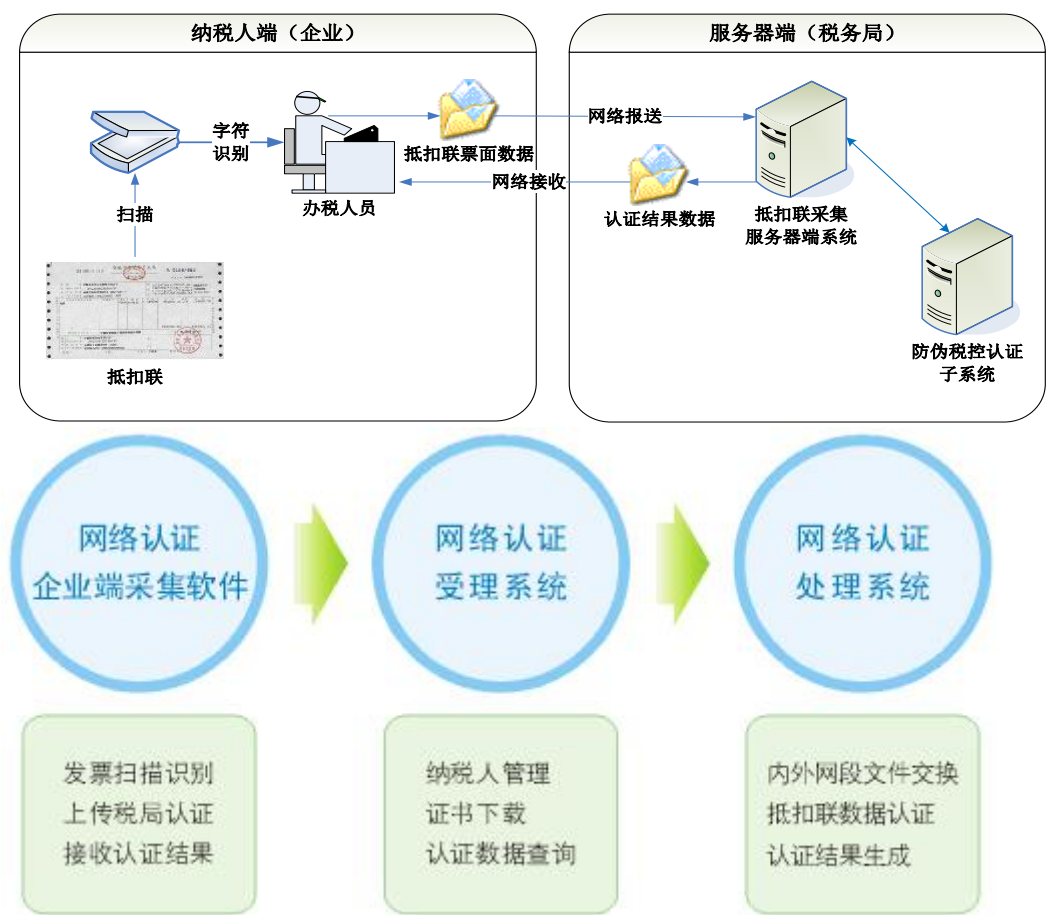 纳税人端（企业）
服务器端（税务局）
字符
识别
抵扣联票面数据
网络报送
办税人员
网络接收
认证结果数据
抵扣联采集
服务器端系统
扫描
抵扣联
防伪税控认证
子系统
网络认证
企业端采集软件
网络认证
受理系统
网络认证
处理系统
发票扫描识别
上传税局认证
接收认证结果
纳税人管理
证书下载
认证数据查询
内外网段文件交换
抵扣联数据认证
认证结果生成